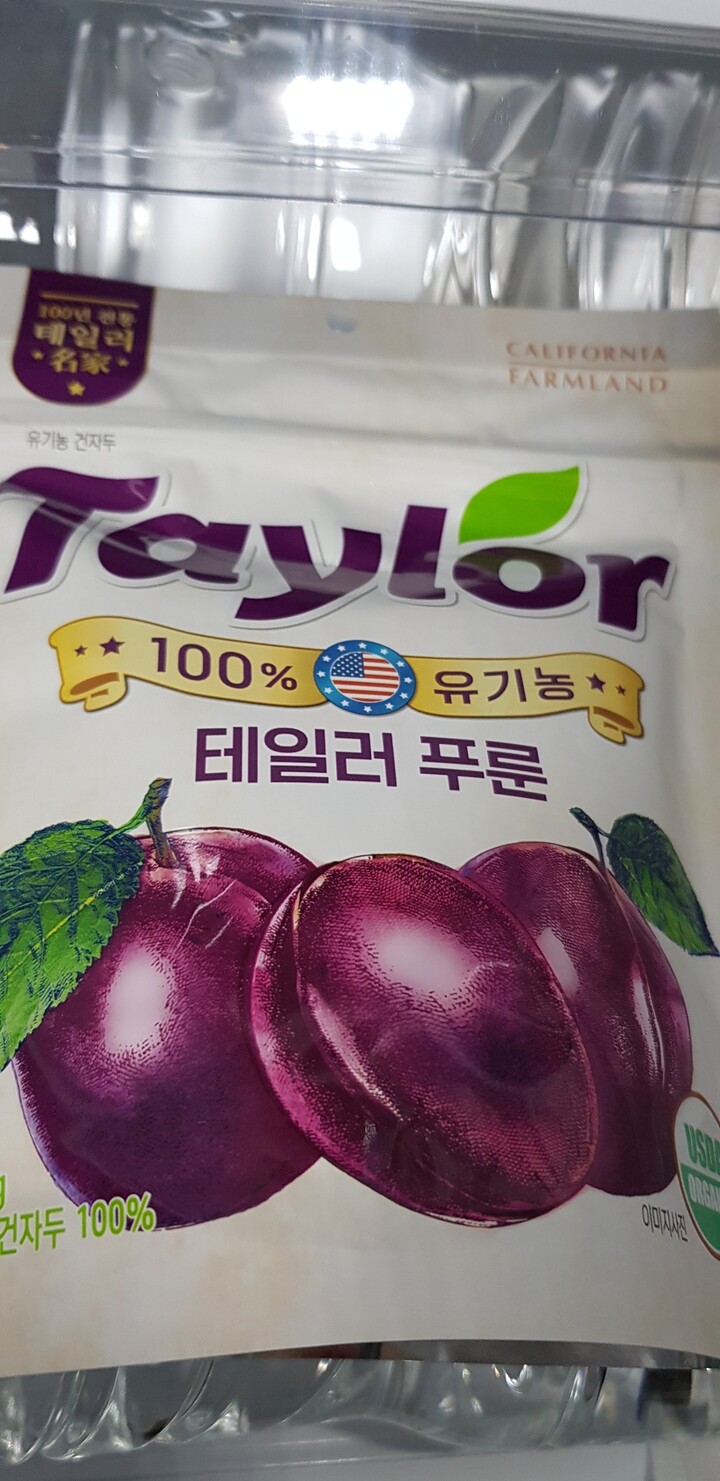 100년 전통
테일러
名家
CALIFORNIA
FARMLAND
유기농 건자두
Taylor
100% 유기농
테일러 푸룬
건자두 100%
USDA
ORGA
이미지사진